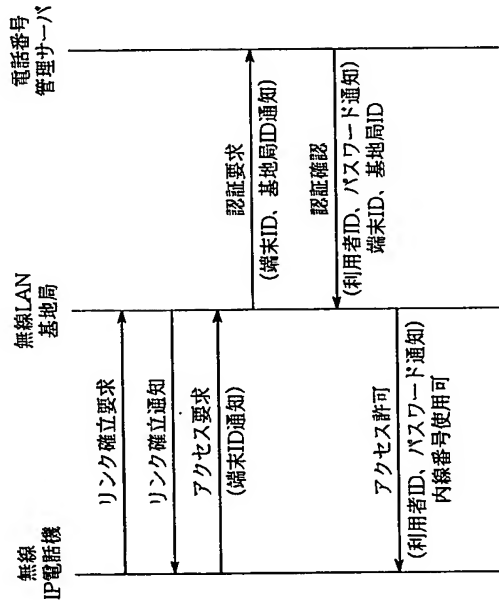 無線
IP電話機
無線LAN
基地局
電話番号
管理サーバ
リンク確立要求
リンク確立通知
アクセス要求
(端末ID通知)
認証要求
(端末ID、基地局ID通知)
認証確認
(利用者ID、パスワード通知)
端末ID、基地局ID
アクセス許可
(利用者ID、パスワード通知)
内線番号使用可